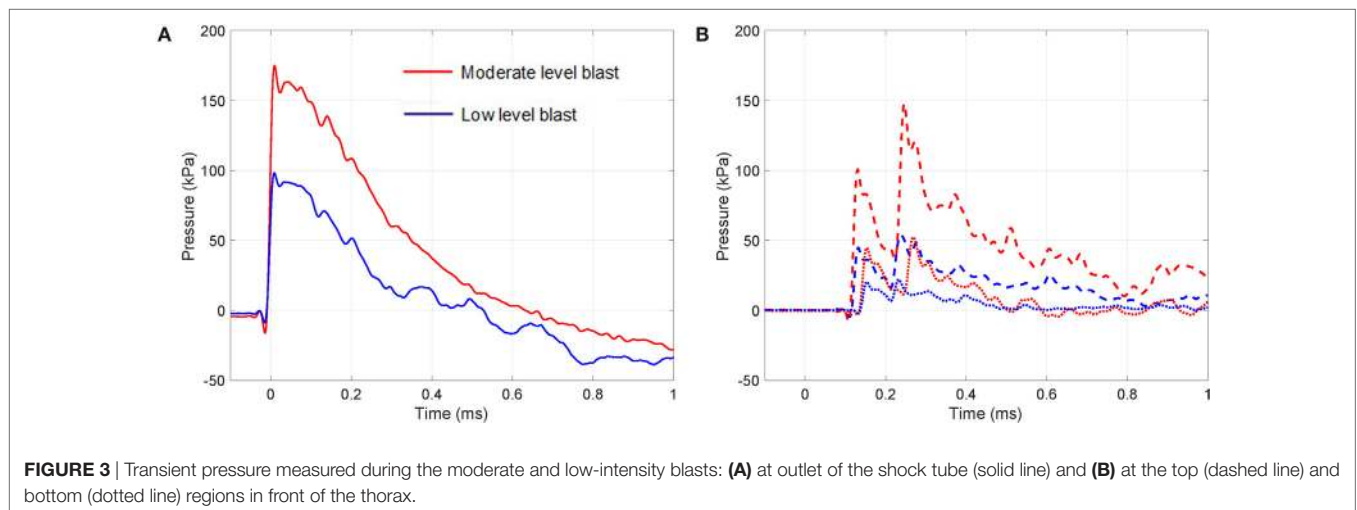 A
B
200
150
100
50
0
-50
Pressure (kPa)
0 0.2 0.4 0.6 0.8 1
Time (ms)
Moderate level blast
Low level blast
200
150
100
50
0
-50
Pressure (kPa)
0 0.2 0.4 0.6 0.8 1
Time (ms)
FIGURE 3 | Transient pressure measured during the moderate and low-intensity blasts: (A) at outlet of the shock tube (solid line) and (B) at the top (dashed line) and
bottom (dotted line) regions in front of the thorax.